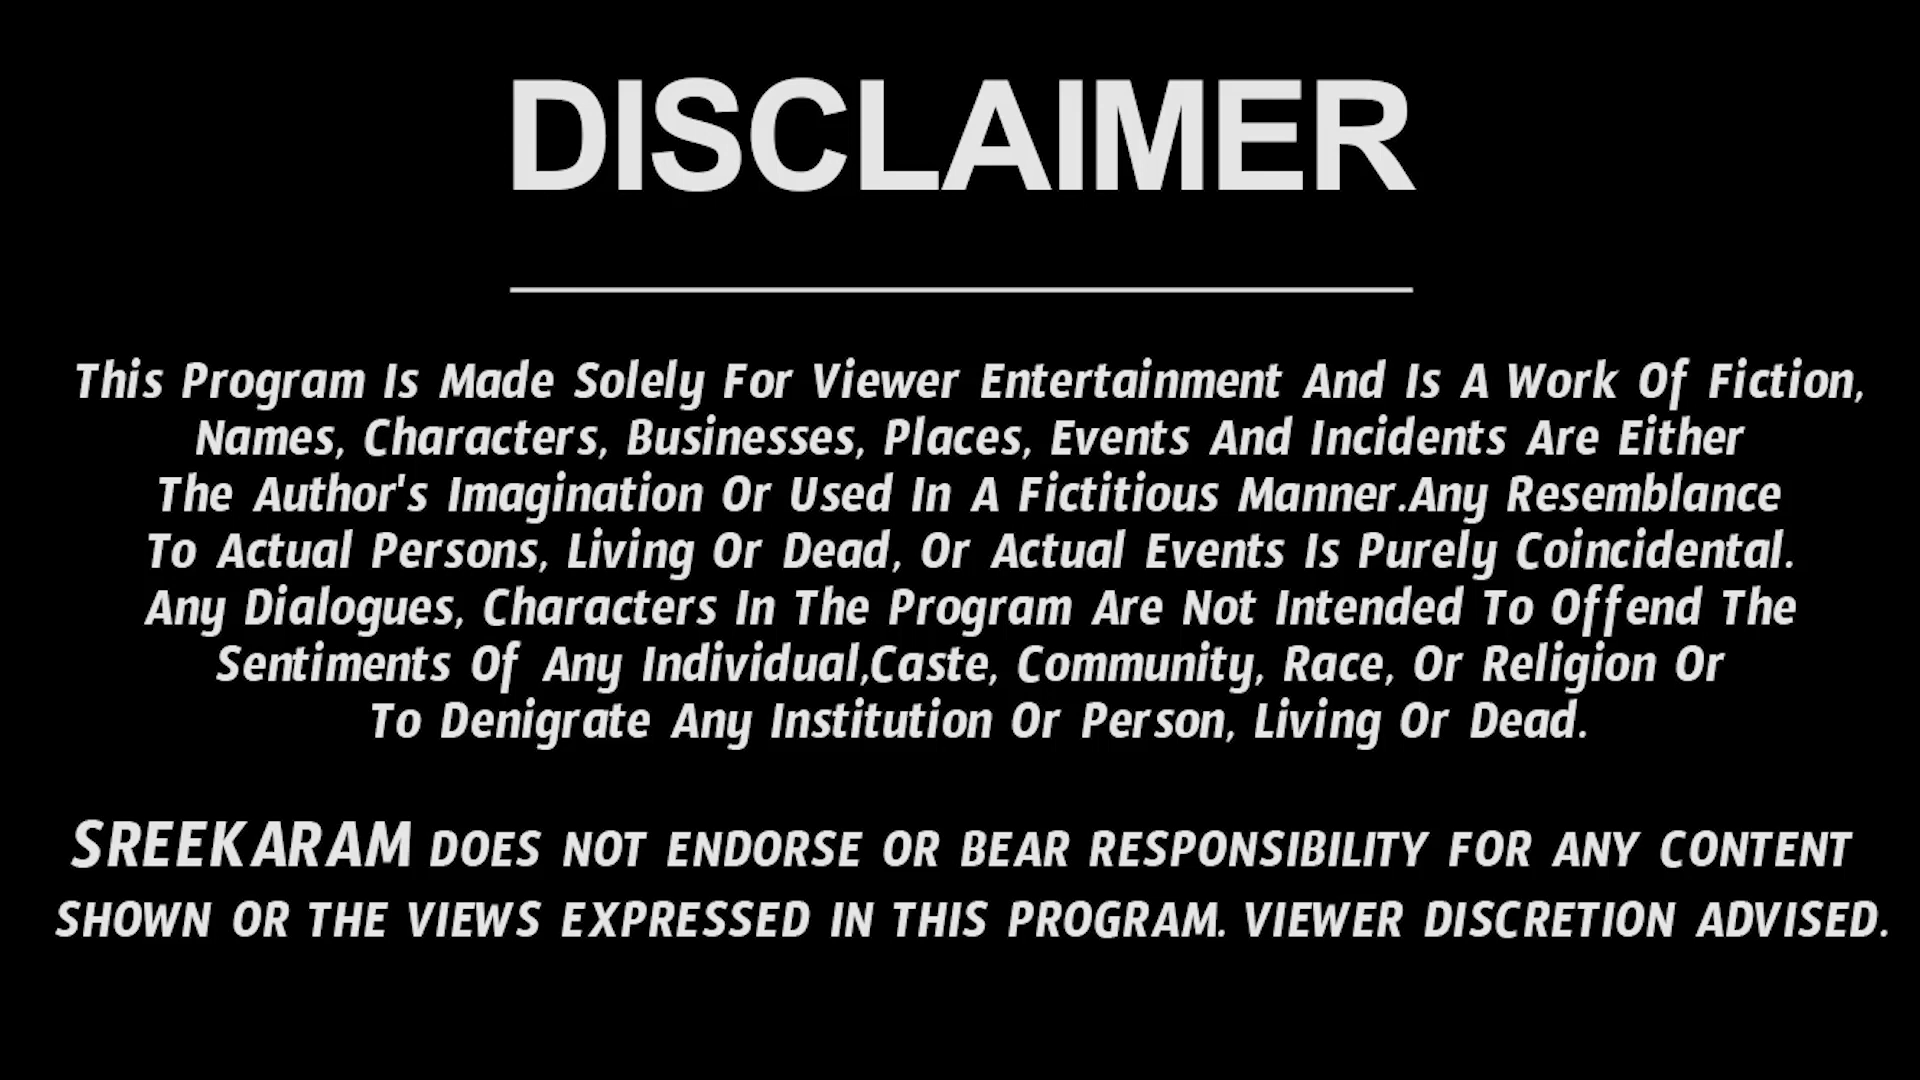 DISCLAIMER
This Program Is Made Solely For Viewer Entertainment And Is A Work Of Fiction,
Names, Characters, Businesses, Places, Events And Incidents Are Either
The Author's Imagination Or Used In A Fictitious Manner.Any Resemblance
To Actual Persons, Living Or Dead, Or Actual Events Is Purely Coincidental.
Any Dialogues, Characters In The Program Are Not Intended To Offend The
Sentiments Of Any Individual,Caste, Community, Race, Or Religion Or
To Denigrate Any Institution Or Person, Living Or Dead.
SREEKARAM DOES NOT ENDORSE OR BEAR RESPONSIBILITY FOR ANY CONTENT
SHOWN OR THE VIEWS EXPRESSED IN THIS PROGRAM. VIEWER DISCRETION ADVISED.